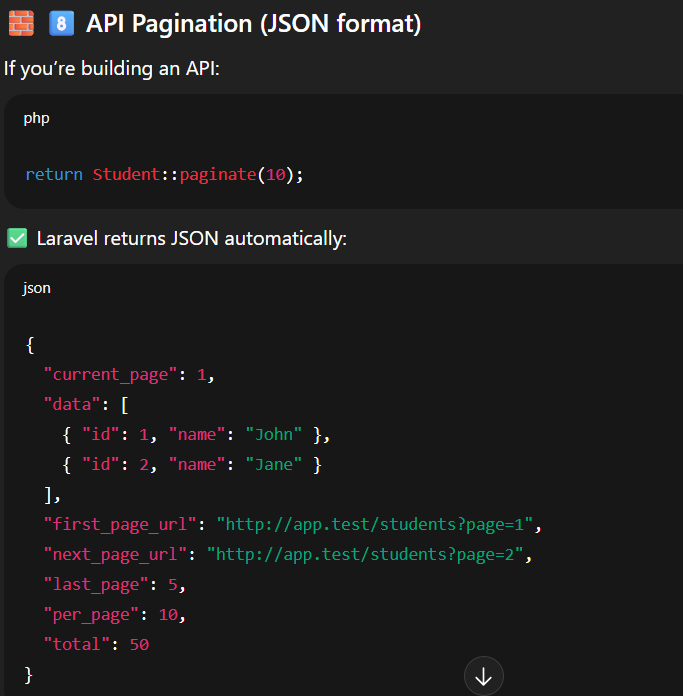 🧱 8️⃣ API Pagination (JSON format)
If you’re building an API:
php
return Student::paginate(10);
✅ Laravel returns JSON automatically:
json
{
  "current_page": 1,
  "data": [
    { "id": 1, "name": "John" },
    { "id": 2, "name": "Jane" }
  ],
  "first_page_url": "http://app.test/students?page=1",
  "next_page_url": "http://app.test/students?page=2",
  "last_page": 5,
  "per_page": 10,
  "total": 50
}